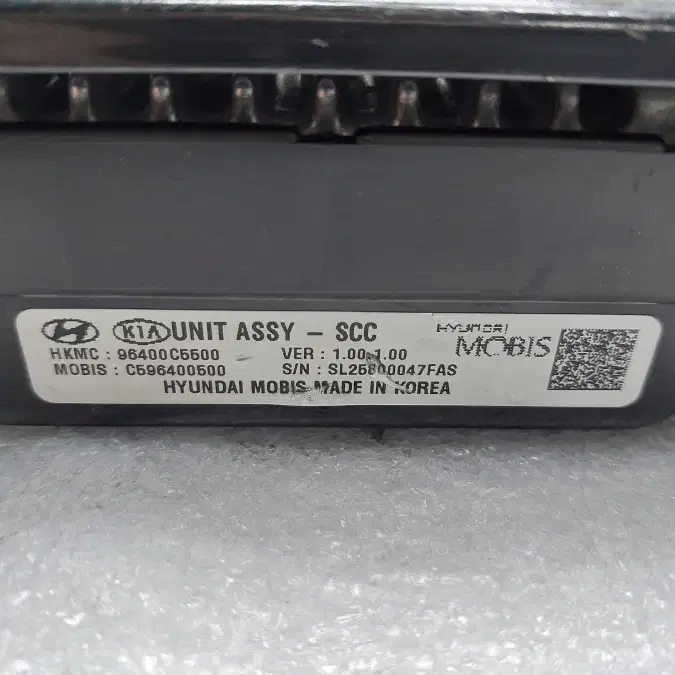 KIA UNIT ASSY - SCC
HYUNDAI
MOBIS
HKMC : 96400C5500 VER : 1.00 1.00
MOBIS : C596400500 S/N : SL25800047FAS
HYUNDAI MOBIS MADE IN KOREA